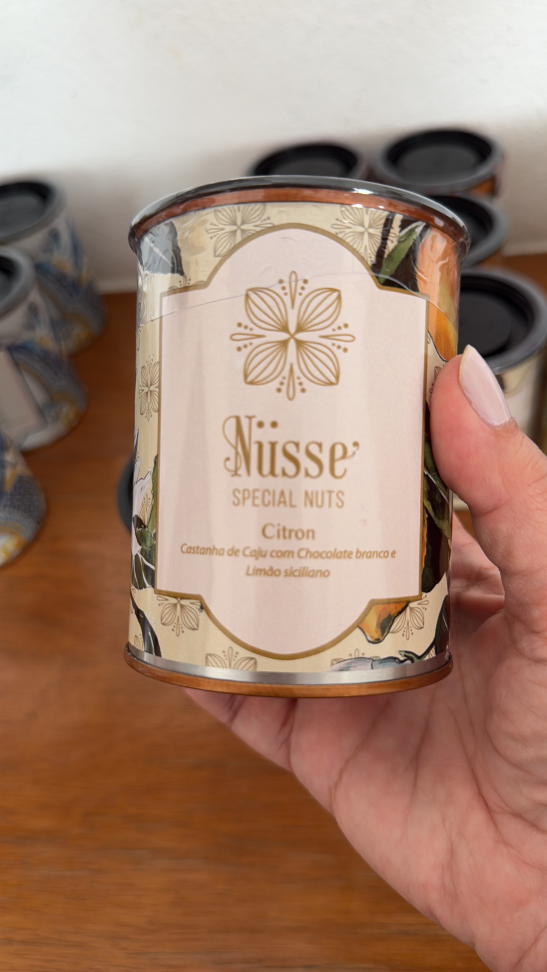 Nüsse
SPECIAL NUTS
Citron
Castanha de Caju com Chocolate branco e
Limão siciliano